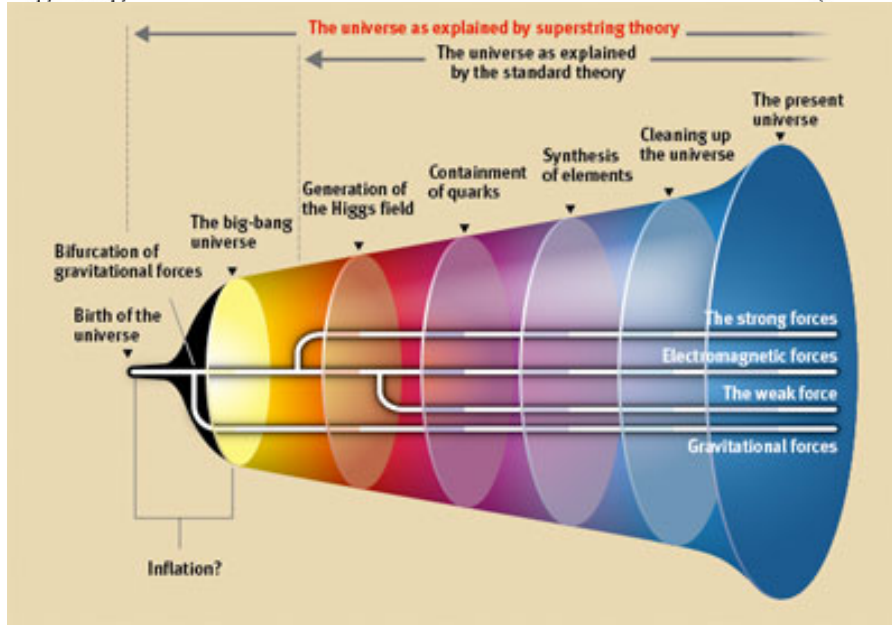 The universe as explained by superstring theory
The universe as explained
by the standard theory
The present
universe
Cleaning up
the universe
Synthesis
of elements
Containment
of quarks
Generation of
the Higgs field
The big-bang
universe
Bifurcation of
gravitational forces
Birth of the
universe
The strong forces
Electromagnetic forces
The weak force
Gravitational forces
Inflation?